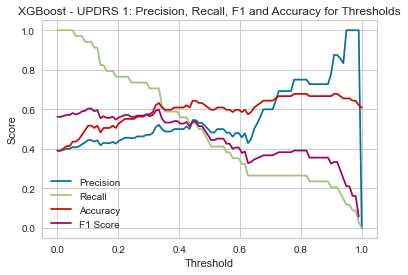 XGBoost - UPDRS 1: Precision, Recall, F1 and Accuracy for Thresholds
1.0
0.8
0.6
0.4
0.2
0.0
Score
Precision
Recall
Accuracy
F1 Score
0.0 0.2 0.4 0.6 0.8 1.0
Threshold